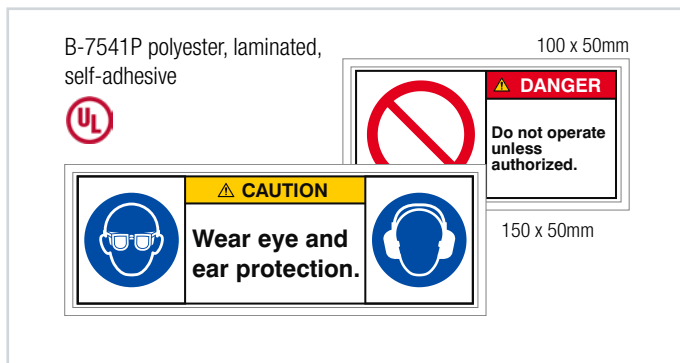 B-7541P polyester, laminated,
self-adhesive
UL
100 x 50mm
DANGER
Do not operate
unless
authorized.
CAUTION
Wear eye and
ear protection.
150 x 50mm